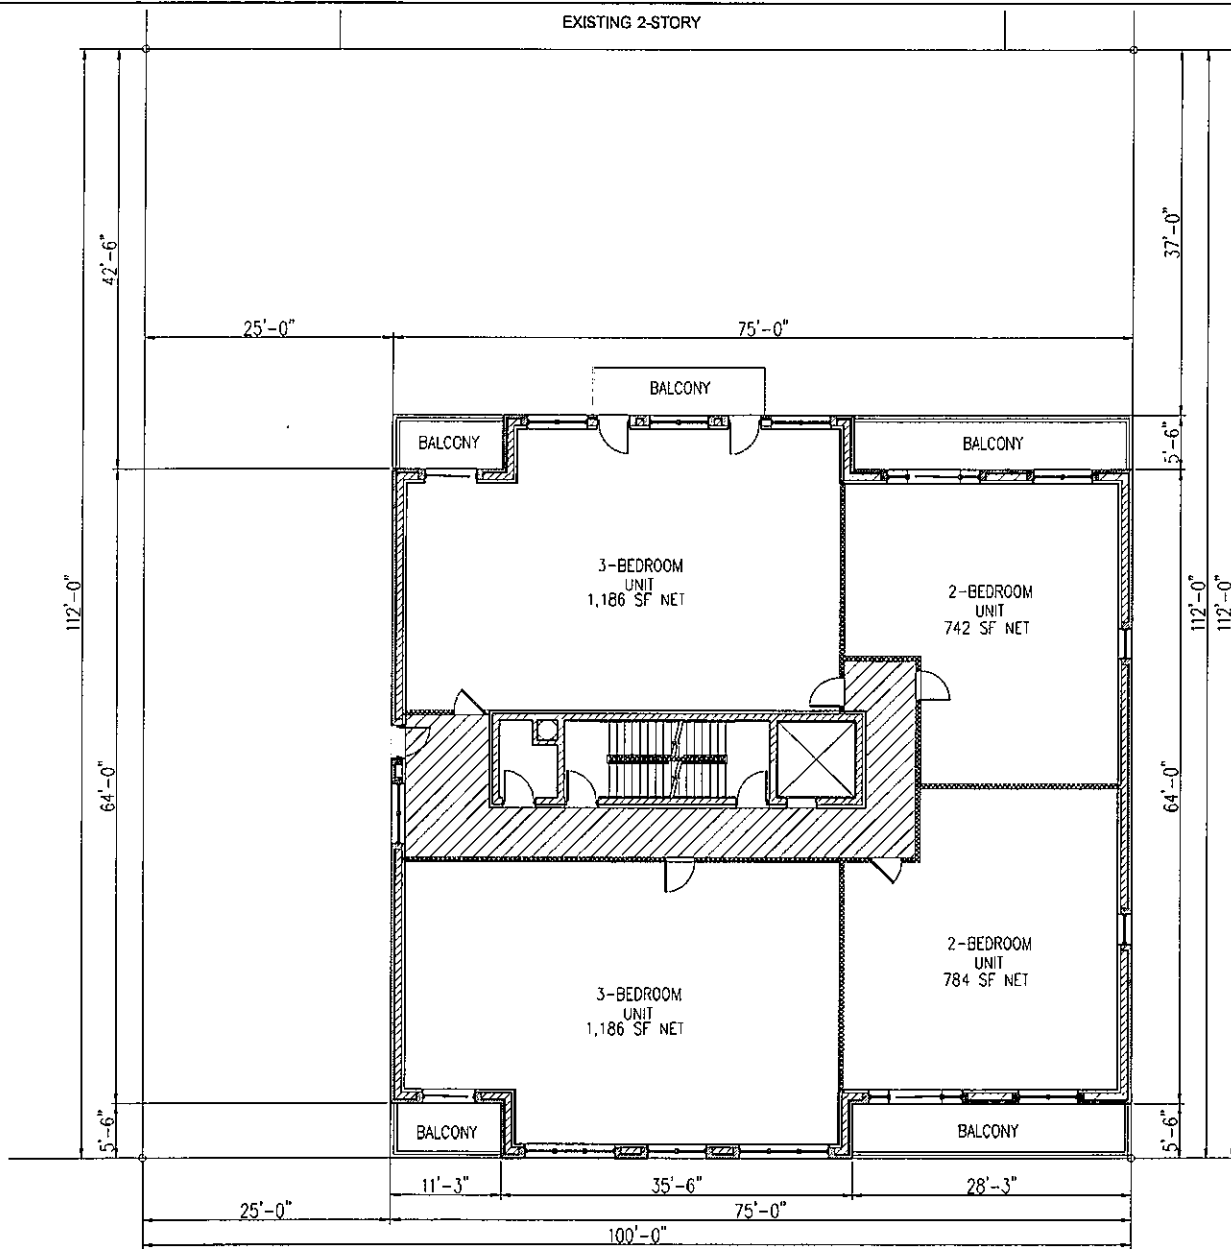 EXISTING 2-STORY
42'-6"
37'-0"
25'-0"
75'-0"
BALCONY
BALCONY
BALCONY
5'-6"
3-BEDROOM
UNIT
1,186 SF NET
2-BEDROOM
UNIT
742 SF NET
112'-0"
112'-0"
112'-0"
64'-0"
64'-0"
2-BEDROOM
UNIT
784 SF NET
3-BEDROOM
UNIT
1,186 SF NET
5'-6"
BALCONY
BALCONY
5'-6"
11'-3"
35'-6"
28'-3"
25'-0"
75'-0"
100'-0"